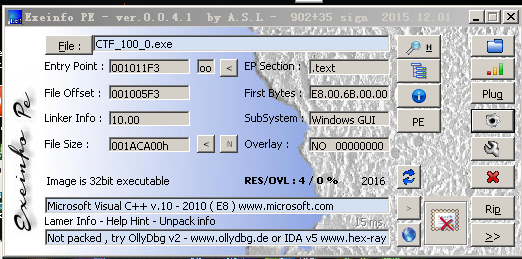 Exeinfo PE - ver.0.0.4.1 by A.S.L - 902+35 sign 2015.12.01
File : CTF_100_0.exe H
Entry Point : 001011F3 oo < EP Section : .text
File Offset : 001005F3 First Bytes : E8.00.6B.00.00 Plug
Linker Info : 10.00 SubSystem : Windows GUI PE
File Size : 001ACA00h < N Overlay : NO 00000000
Image is 32bit executable RES/OVL : 4 / 0 % 2016
Microsoft Visual C++ v.10 - 2010 ( E8 ) www.microsoft.com > Rip
Lamer Info - Help Hint - Unpack info 15 ms.
Not packed , try OllyDbg v2 - www.ollydbg.de or IDA v5 www.hex-ray >>
Exeinfo Pe